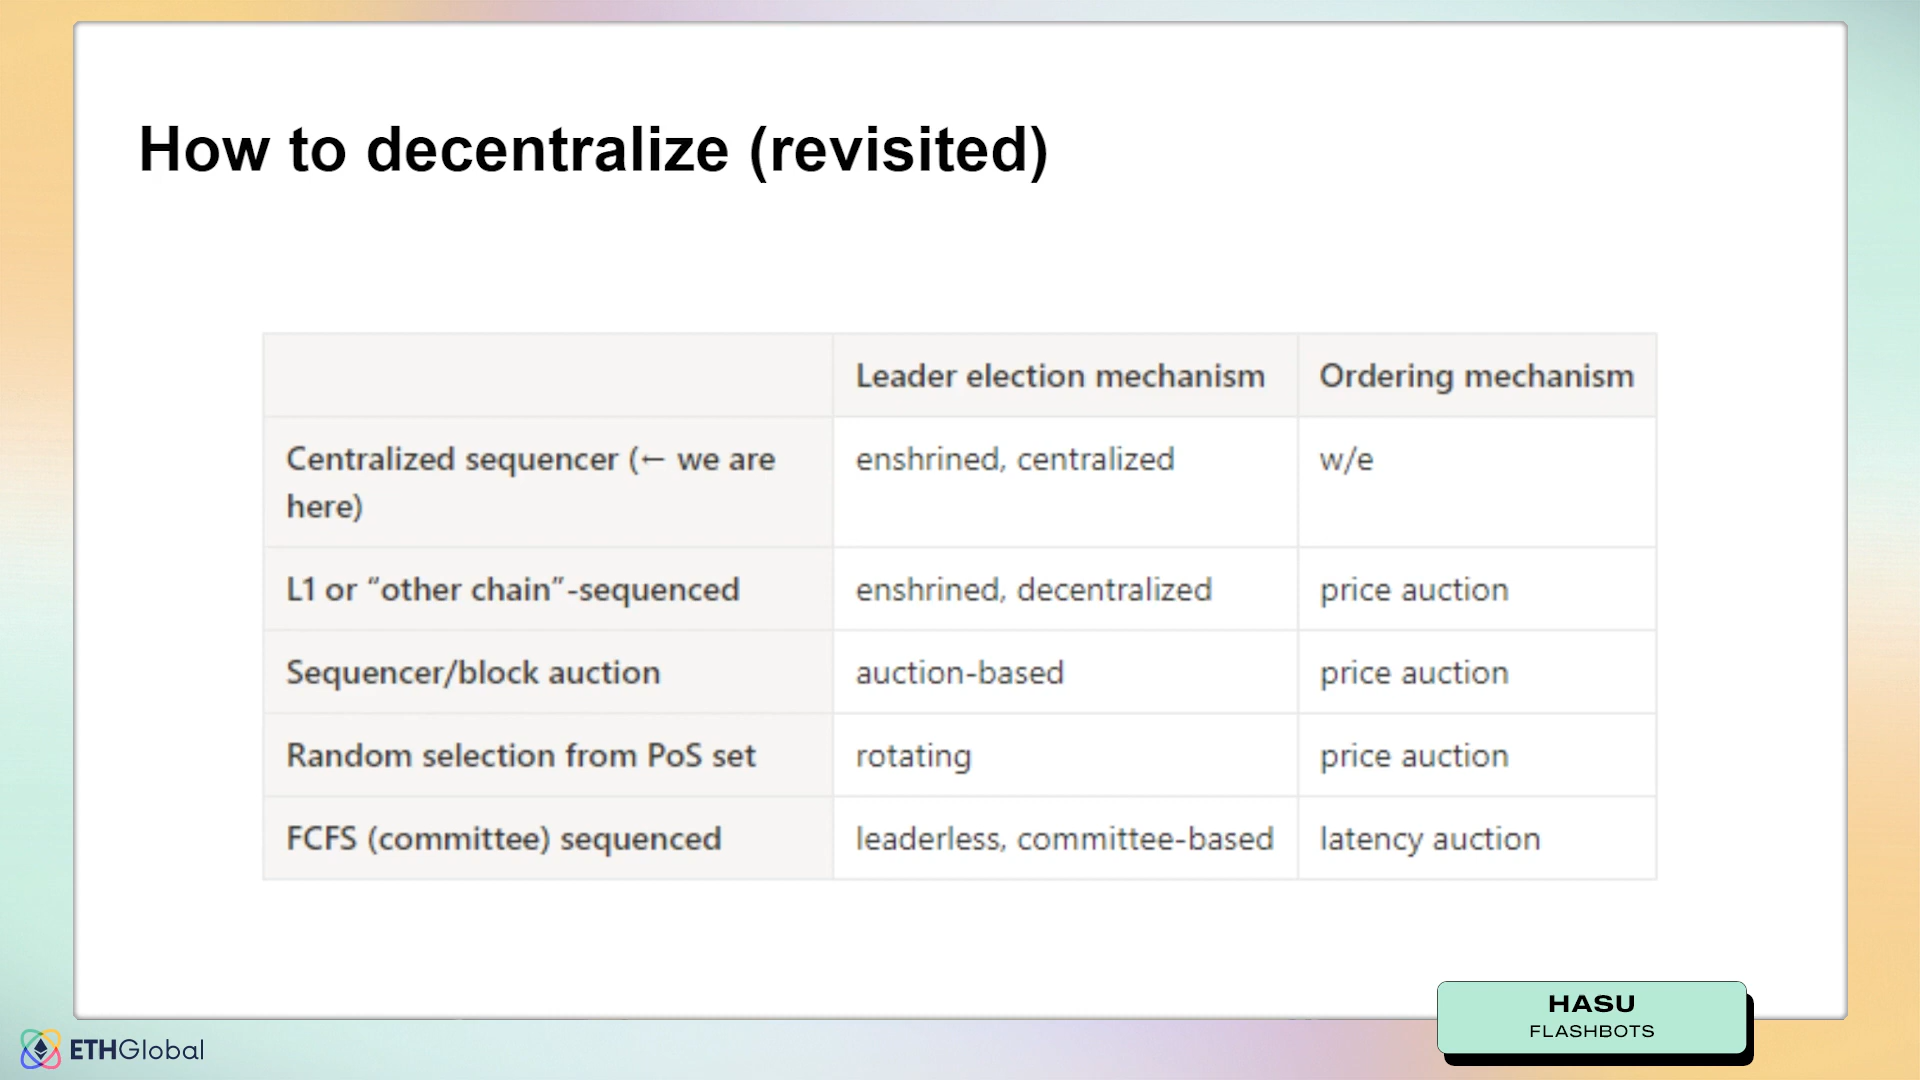 How to decentralize (revisited)
Leader election mechanism
Ordering mechanism
Centralized sequencer (← we are
here)
enshrined, centralized
w/e
L1 or “other chain”-sequenced
enshrined, decentralized
price auction
Sequencer/block auction
auction-based
price auction
Random selection from PoS set
rotating
price auction
FCFS (committee) sequenced
leaderless, committee-based
latency auction
HASU
FLASHBOTS
ETHGlobal